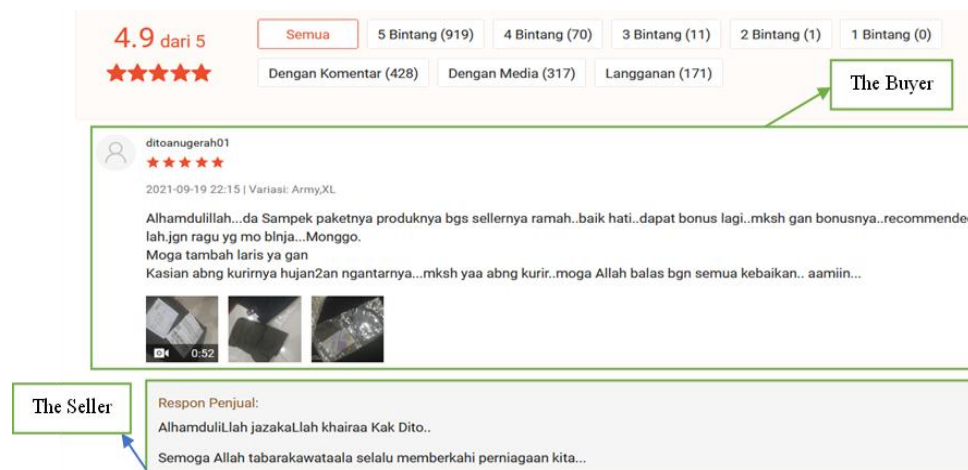 4.9 dari 5
Semua
5 Bintang (919)
4 Bintang (70)
3 Bintang (11)
2 Bintang (1)
1 Bintang (0)
Dengan Komentar (428)
Dengan Media (317)
Langganan (171)
The Buyer
ditoanugerah01
2021-09-19 22:15 | Variasi: Army,XL
Alhamdulillah...da Sampek paketnya produknya bgs sellernya ramah..baik hati..dapat bonus lagi..mksh gan bonusnya..recommended
lah.jgn ragu yg mo blnja...Monggo.
Moga tambah laris ya gan
Kasian abng kurirnya hujan2an ngantarnya...mksh yaa abng kurir..moga Allah balas bgn semua kebaikan.. aamiin...
0:52
The Seller
Respon Penjual:
AlhamduliLlah jazakaLlah khairaa Kak Dito..
Semoga Allah tabarakawataala selalu memberkahi perniagaan kita...